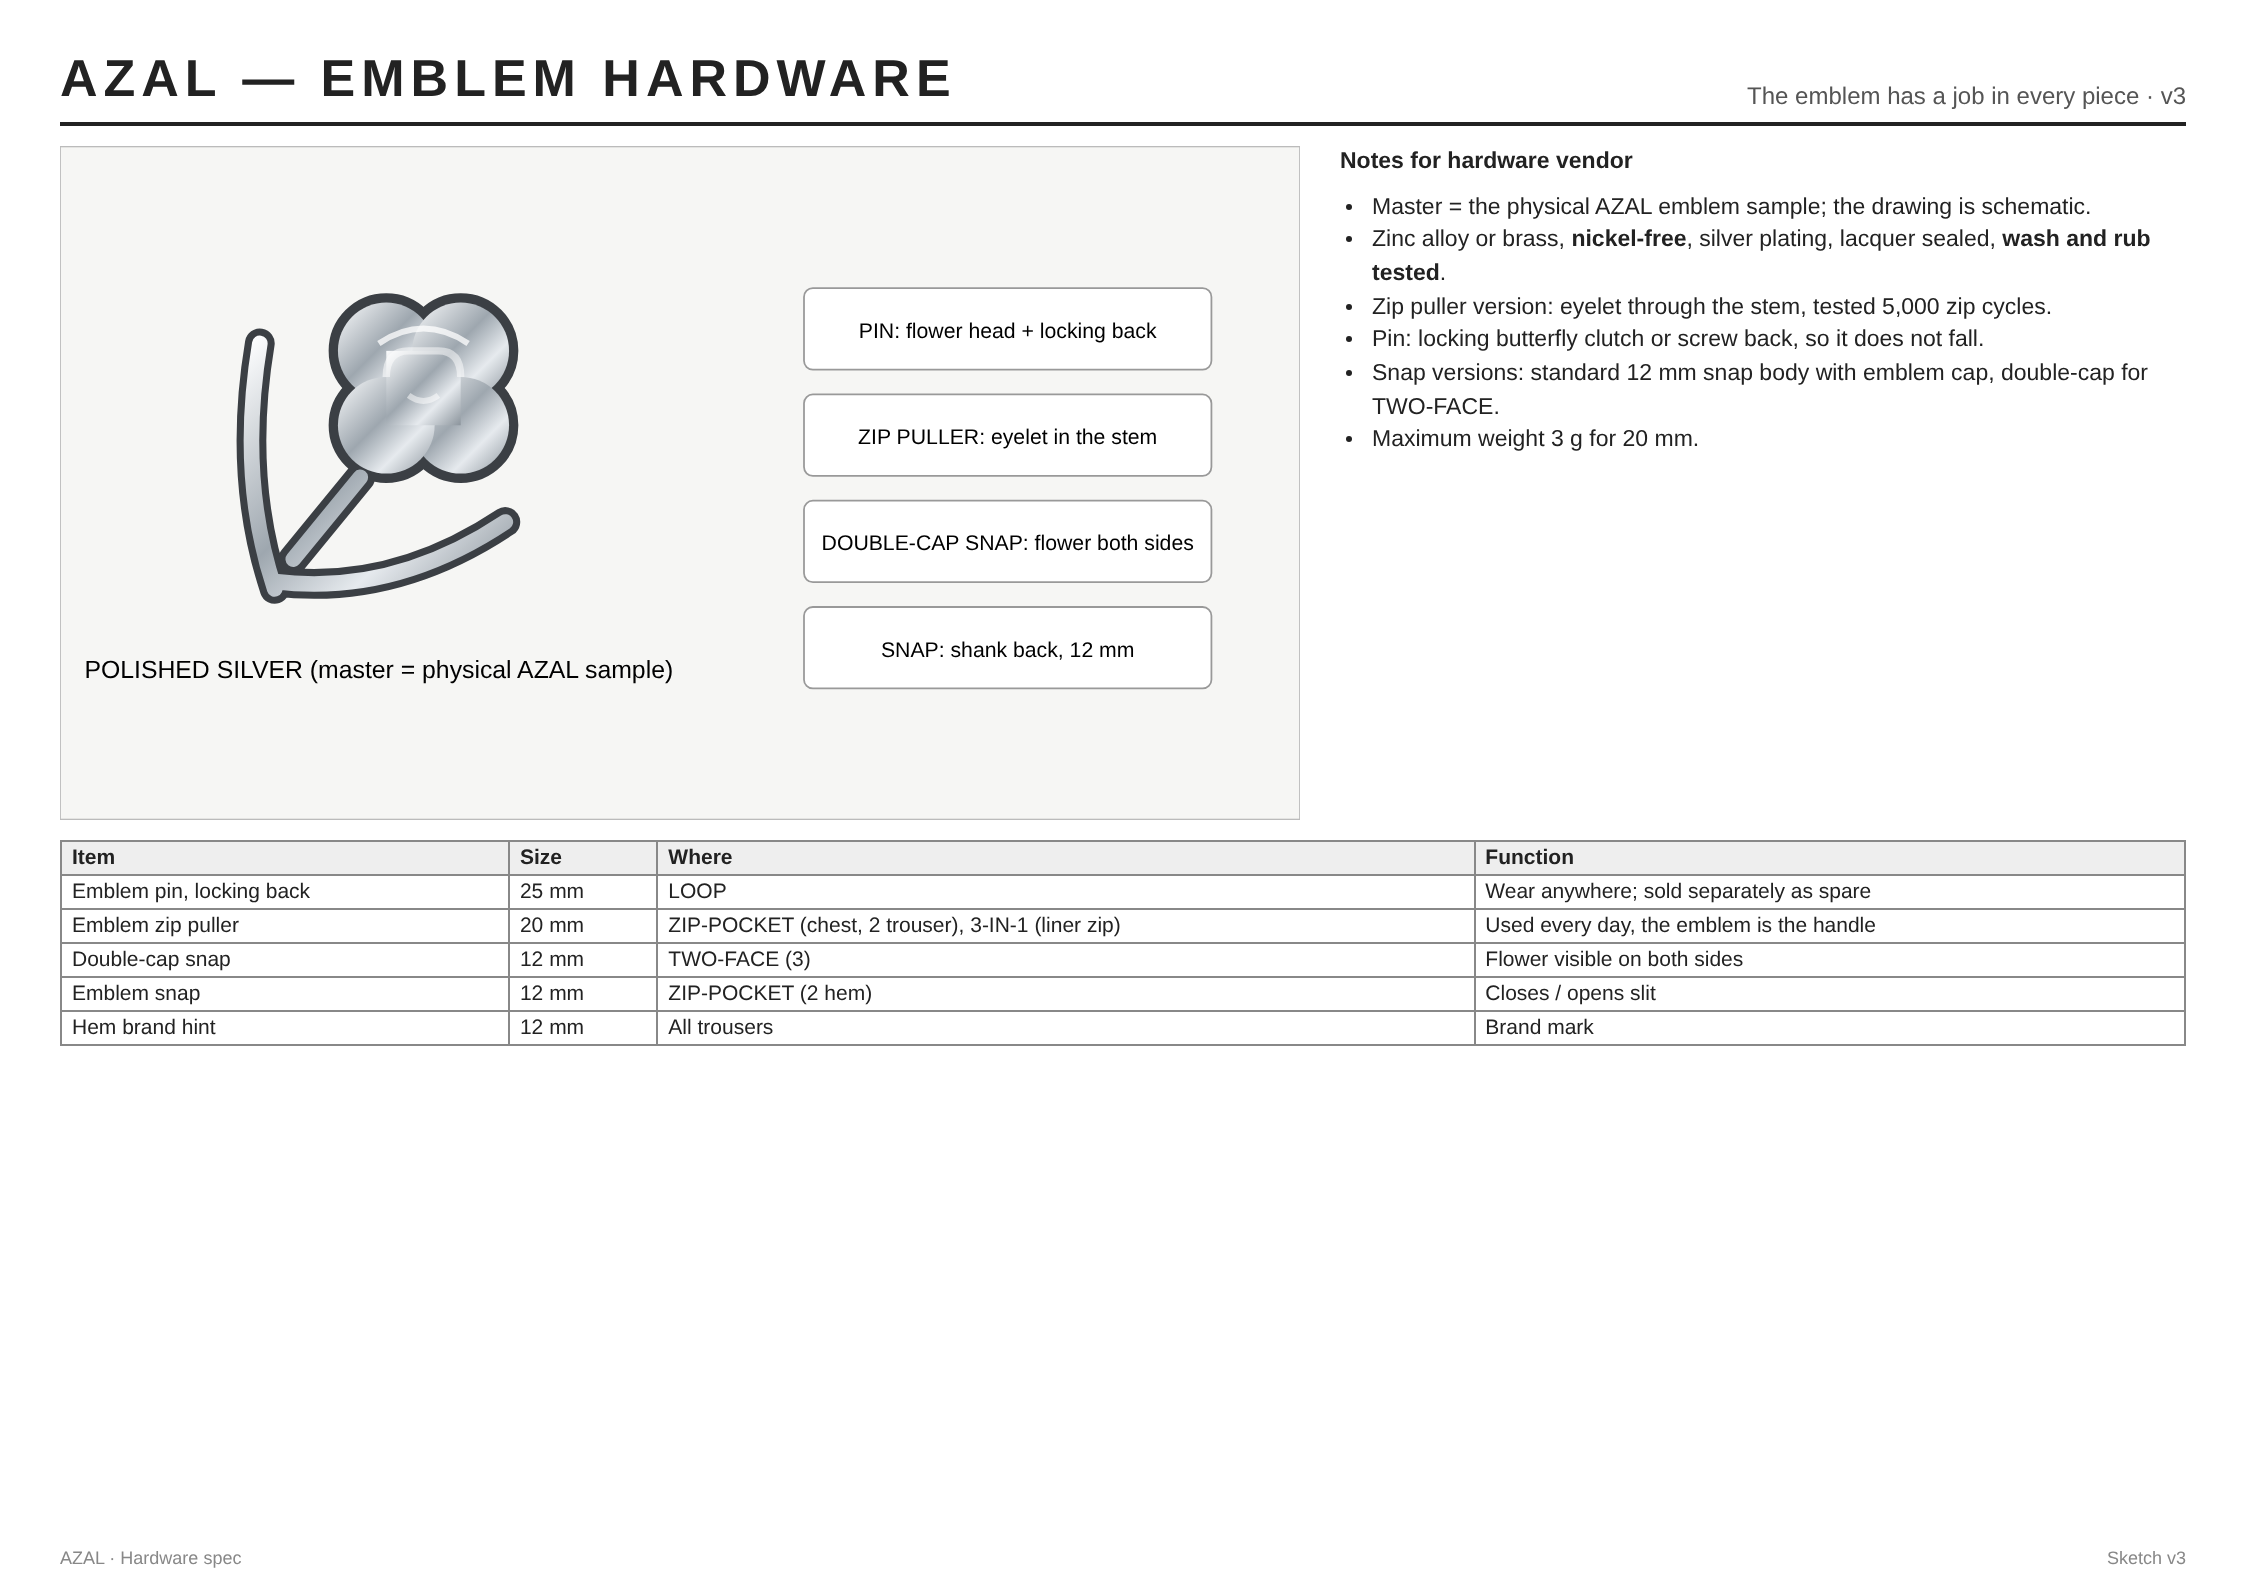 AZAL — EMBLEM HARDWARE
The emblem has a job in every piece · v3
POLISHED SILVER (master = physical AZAL sample)
PIN: flower head + locking back
ZIP PULLER: eyelet in the stem
DOUBLE-CAP SNAP: flower both sides
SNAP: shank back, 12 mm
Notes for hardware vendor
• Master = the physical AZAL emblem sample; the drawing is schematic.
• Zinc alloy or brass, nickel-free, silver plating, lacquer sealed, wash and rub
tested.
• Zip puller version: eyelet through the stem, tested 5,000 zip cycles.
• Pin: locking butterfly clutch or screw back, so it does not fall.
• Snap versions: standard 12 mm snap body with emblem cap, double-cap for
TWO-FACE.
• Maximum weight 3 g for 20 mm.
Item Size Where Function
Emblem pin, locking back 25 mm LOOP Wear anywhere; sold separately as spare
Emblem zip puller 20 mm ZIP-POCKET (chest, 2 trouser), 3-IN-1 (liner zip) Used every day, the emblem is the handle
Double-cap snap 12 mm TWO-FACE (3) Flower visible on both sides
Emblem snap 12 mm ZIP-POCKET (2 hem) Closes / opens slit
Hem brand hint 12 mm All trousers Brand mark
AZAL · Hardware spec
Sketch v3